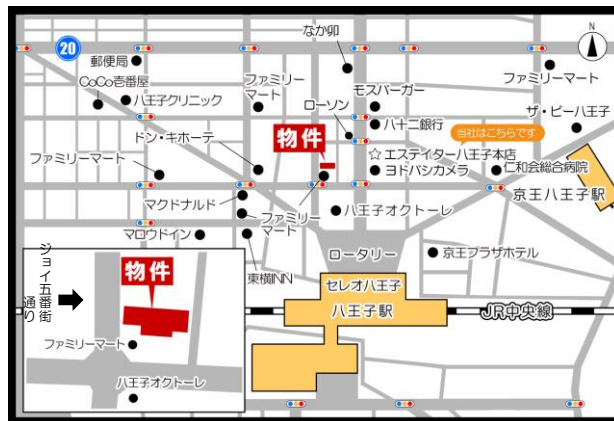 なか卯
N
20
郵便局
CoCo壱番屋
八王子クリニック
ファミリー
マート
モスバーガー
ローソン
八十二銀行
ファミリーマート
ザ・ビー八王子
当社はこちらです
ドン・キホーテ
物件
☆エステイター八王子本店
ヨドバシカメラ
仁和会総合病院
京王八王子駅
ファミリーマート
マクドナルド
ファミリー
マート
八王子オクトーレ
マロウドイン
東横INN
ロータリー
京王プラザホテル
セレオ八王子
八王子駅
JR中央線
ジョイ五番街
通り
物件
ファミリーマート
八王子オクトーレ